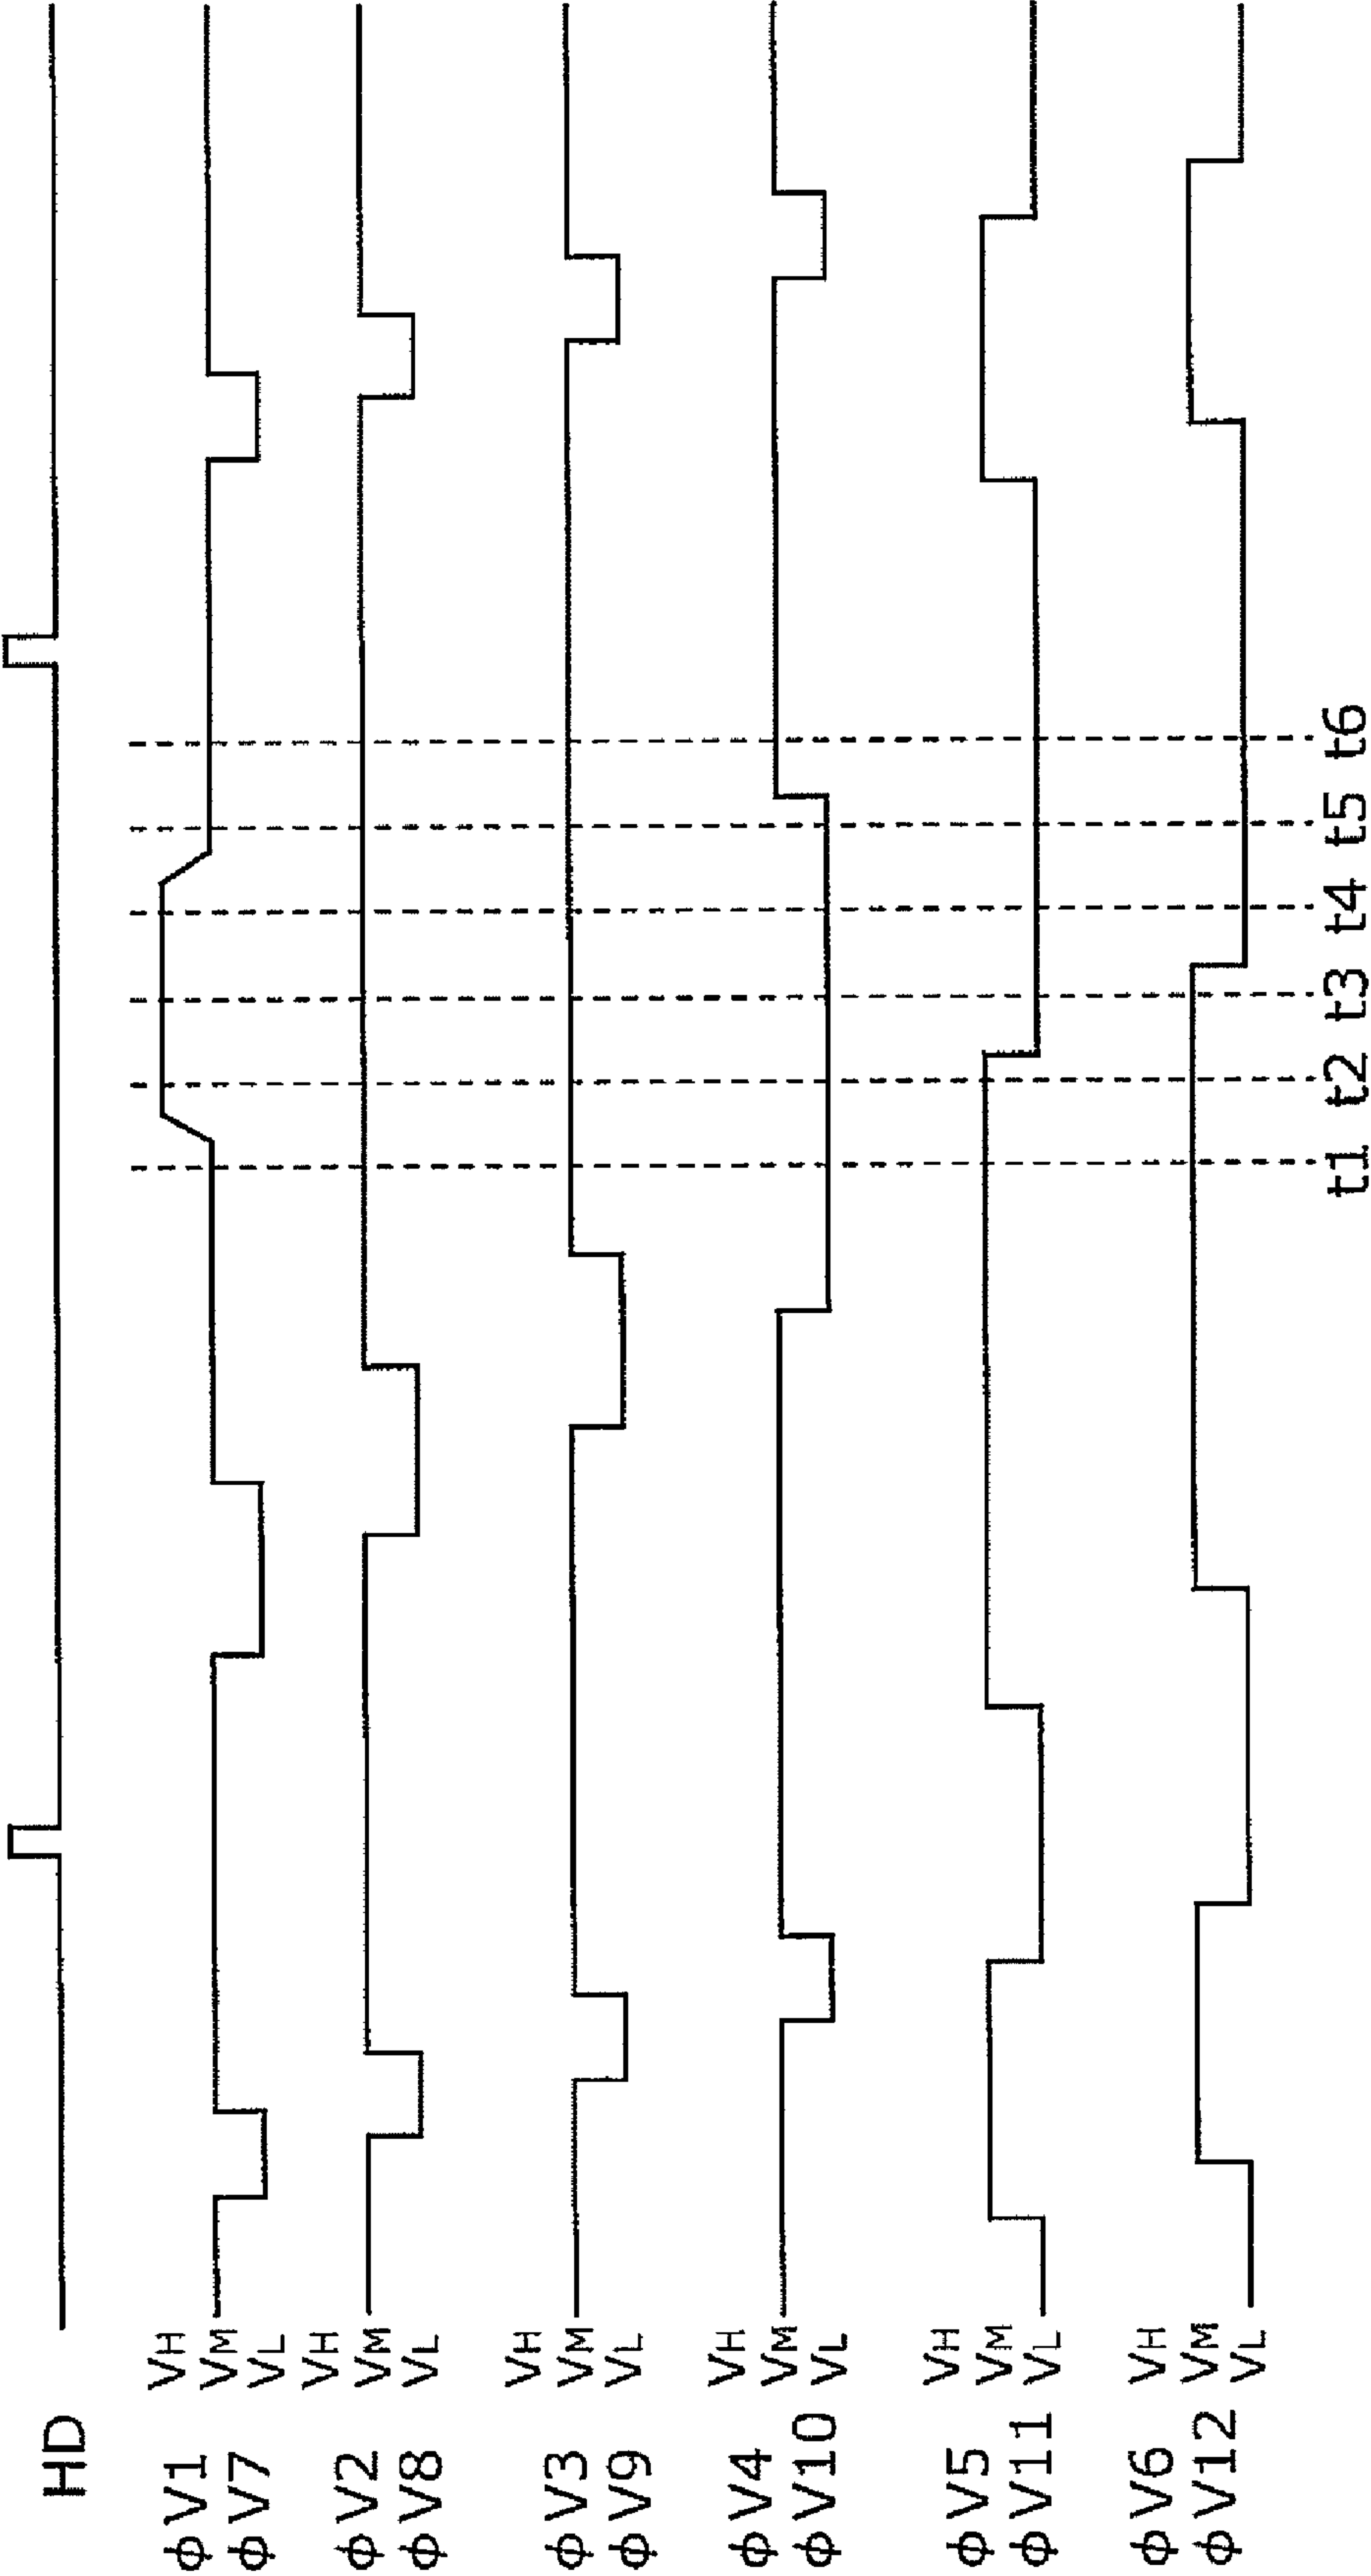 HD
φV1 VH
VM
φV7 VL
φV2 VH
VM
φV8 VL
φV3 VH
VM
φV9 VL
φV4 VH
VM
φV10 VL
φV5 VH
VM
φV11 VL
φV6 VH
VM
φV12 VL
t1 t2 t3 t4 t5 t6